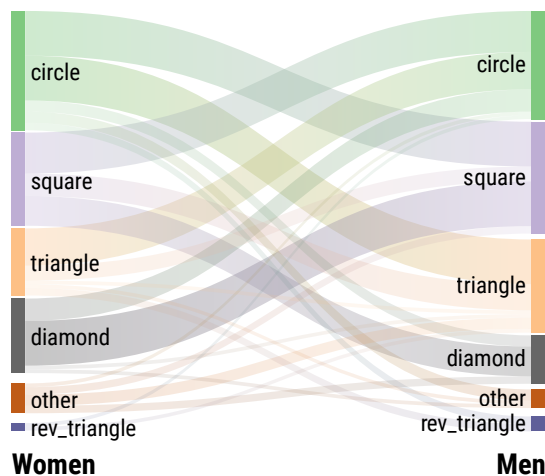 circle
square
triangle
diamond
other
rev_triangle
Women
circle
square
triangle
diamond
other
rev_triangle
Men